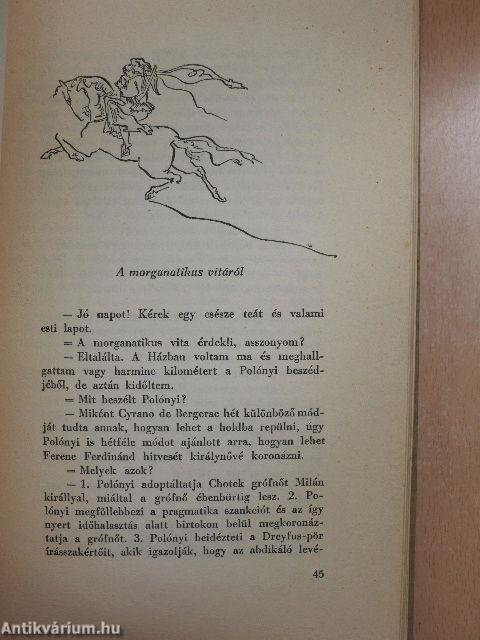 A morganatikus vitáról
— Jó napot! Kérek egy csésze teát és valami
esti lapot.
= A morganatikus vita érdekli, asszonyom?
— Eltalálta. A Házban voltam ma és meghall-
gattam vagy harminc kilométert a Polónyi beszéd-
jéből, de aztán kidőltem.
= Mit beszélt Polónyi?
— Miként Cyrano de Bergerac hét különböző mód-
ját tudta annak, hogyan lehet a holdba repülni, úgy
Polónyi is hétféle módot ajánlott arra, hogyan lehet
Ferenc Ferdinánd hitvesét királynővé koronázni.
= Melyek azok?
— 1. Polónyi adoptáltatja Chotek grófnőt Milán
királlyal, miáltal a grófnő ébenbürtig lesz. 2. Po-
lónyi megföllebbezi a pragmatika szankciót és az így
nyert időhalasztás alatt birtokon belül megkoronáz-
tatja a grófnőt. 3. Polónyi beidézteti a Dreyfus-pör
írásszakértőit, akik igazolják, hogy az abdikáló levé-
45
Antikvárium.hu